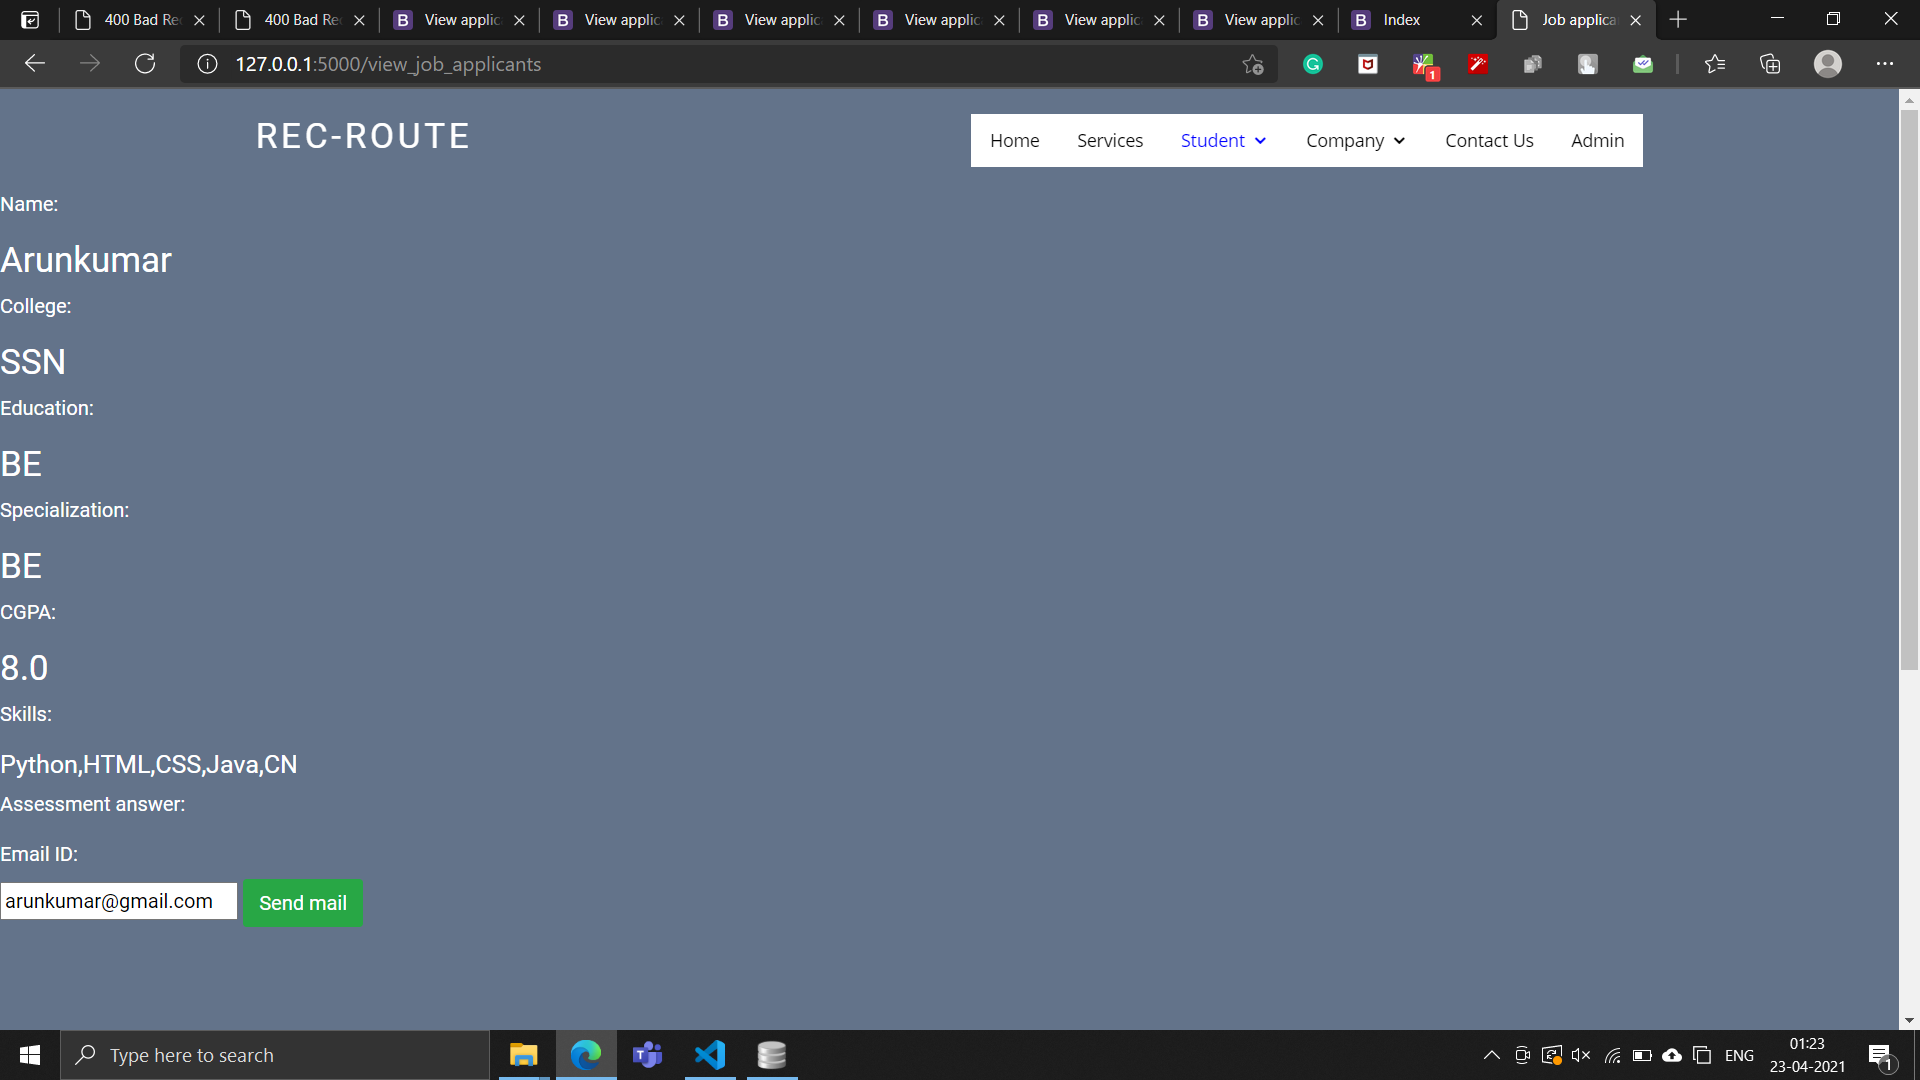 400 Bad Re
400 Bad Re
View applic
View applic
View applic
View applic
View applic
View applic
Index
Job applica
127.0.0.1:5000/view_job_applicants
1
REC-ROUTE
Home Services Student Company Contact Us Admin
Name:
Arunkumar
College:
SSN
Education:
BE
Specialization:
BE
CGPA:
8.0
Skills:
Python,HTML,CSS,Java,CN
Assessment answer:
Email ID:
arunkumar@gmail.com Send mail
Type here to search
ENG
01:23
23-04-2021
1